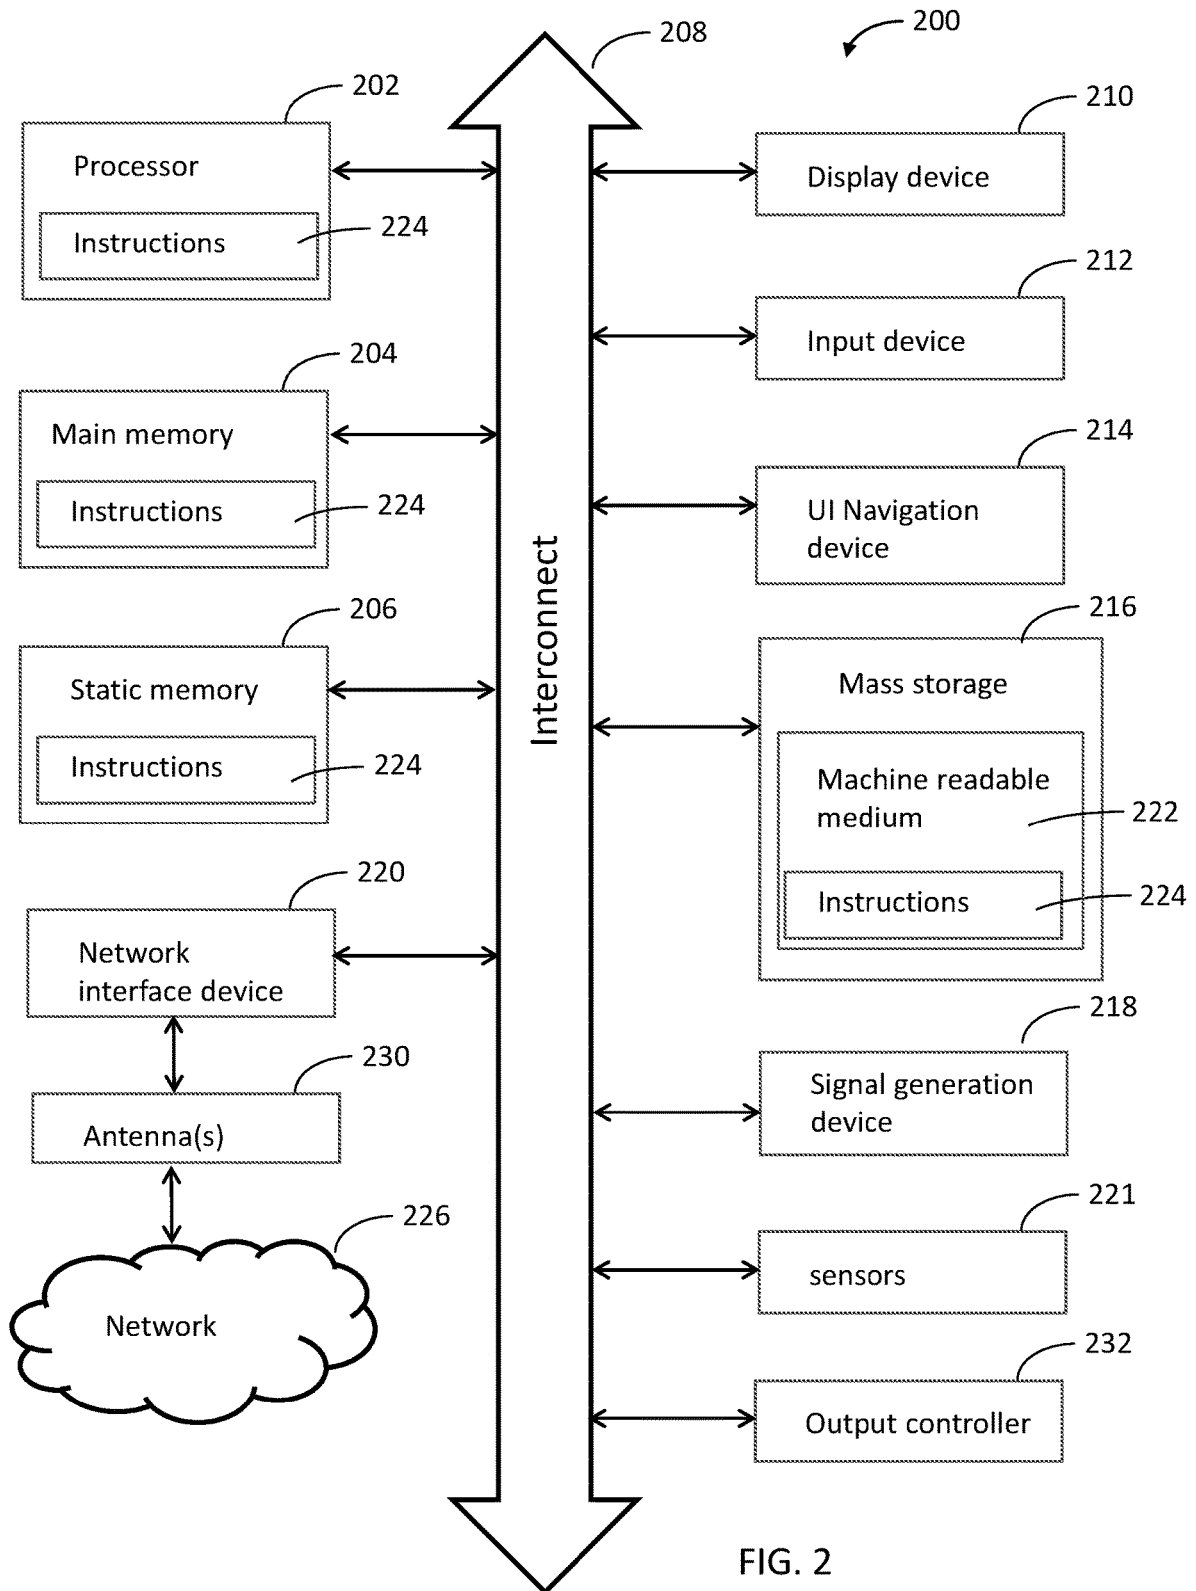 200
208
202
Processor
Instructions
224
204
Main memory
Instructions
224
206
Static memory
Instructions
224
220
Network
interface device
230
Antenna(s)
226
Network
Interconnect
210
Display device
212
Input device
214
UI Navigation
device
216
Mass storage
Machine readable
medium
222
Instructions
224
218
Signal generation
device
221
sensors
232
Output controller
FIG. 2